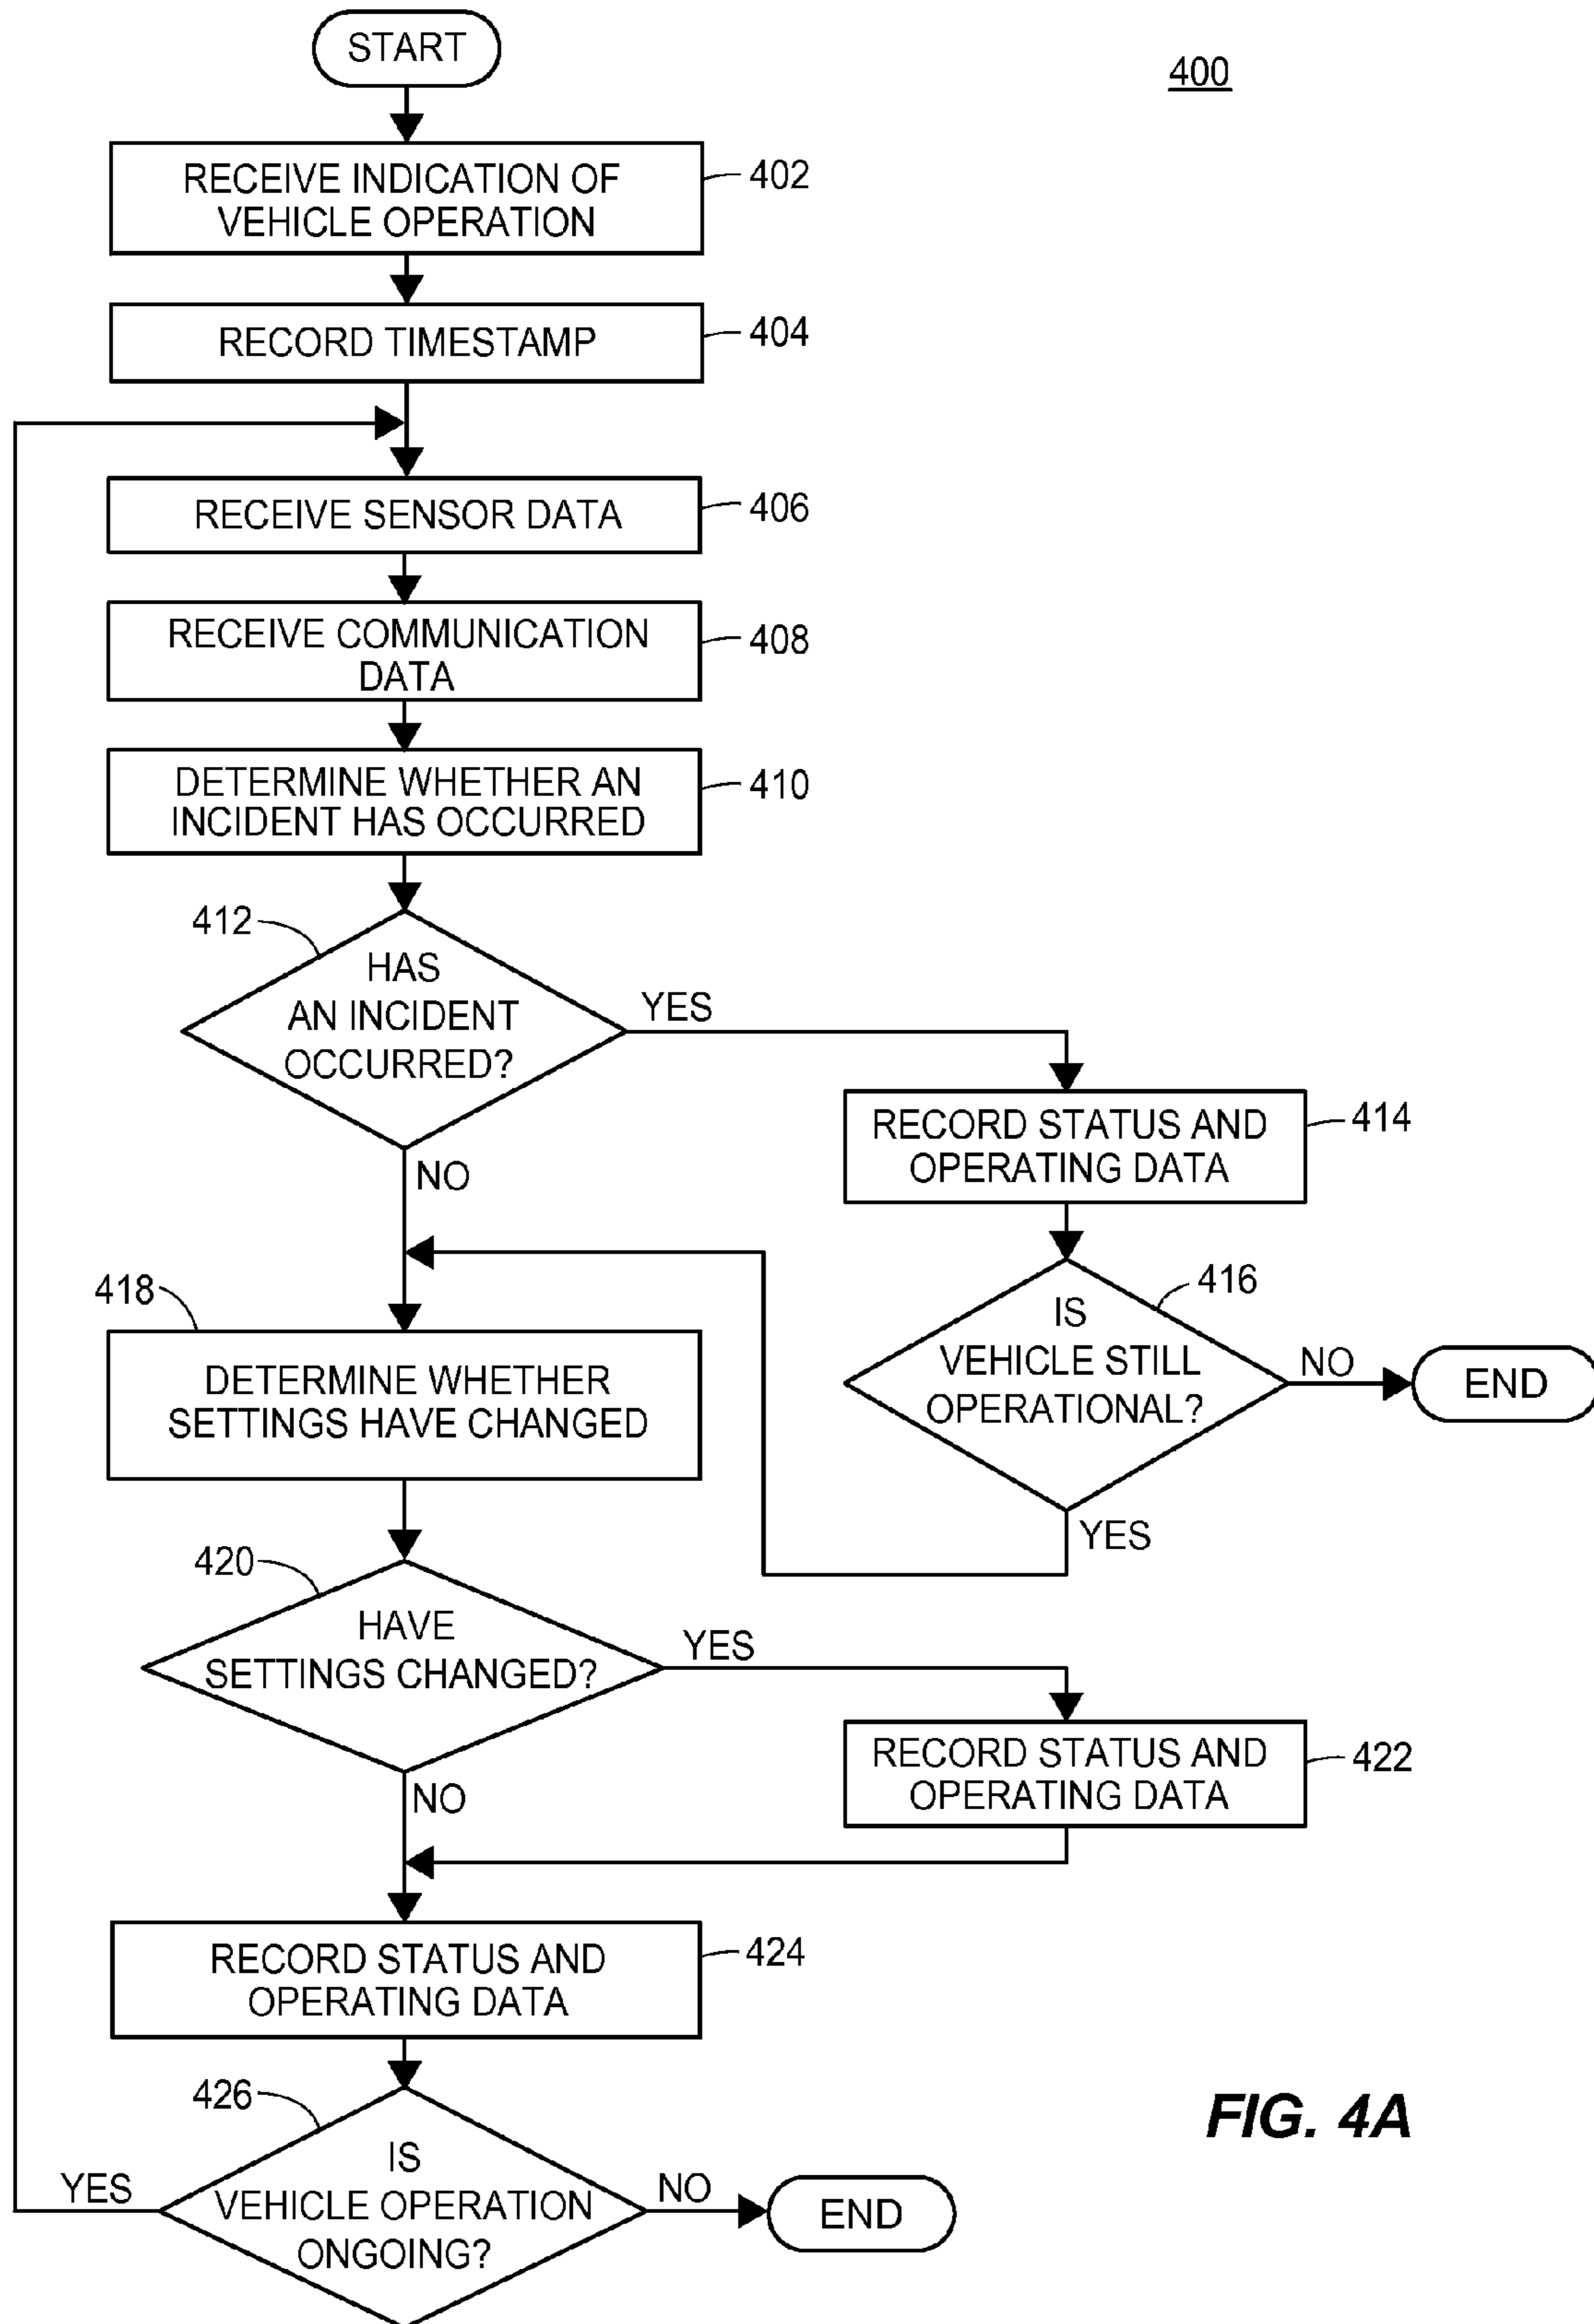 START
400
RECEIVE INDICATION OF
VEHICLE OPERATION
402
RECORD TIMESTAMP
404
RECEIVE SENSOR DATA
406
RECEIVE COMMUNICATION
DATA
408
DETERMINE WHETHER AN
INCIDENT HAS OCCURRED
410
412
HAS
AN INCIDENT
OCCURRED?
YES
NO
RECORD STATUS AND
OPERATING DATA
414
416
IS
VEHICLE STILL
OPERATIONAL?
NO
END
YES
418
DETERMINE WHETHER
SETTINGS HAVE CHANGED
420
HAVE
SETTINGS CHANGED?
YES
NO
RECORD STATUS AND
OPERATING DATA
422
RECORD STATUS AND
OPERATING DATA
424
426
IS
VEHICLE OPERATION
ONGOING?
YES
NO
END
FIG. 4A